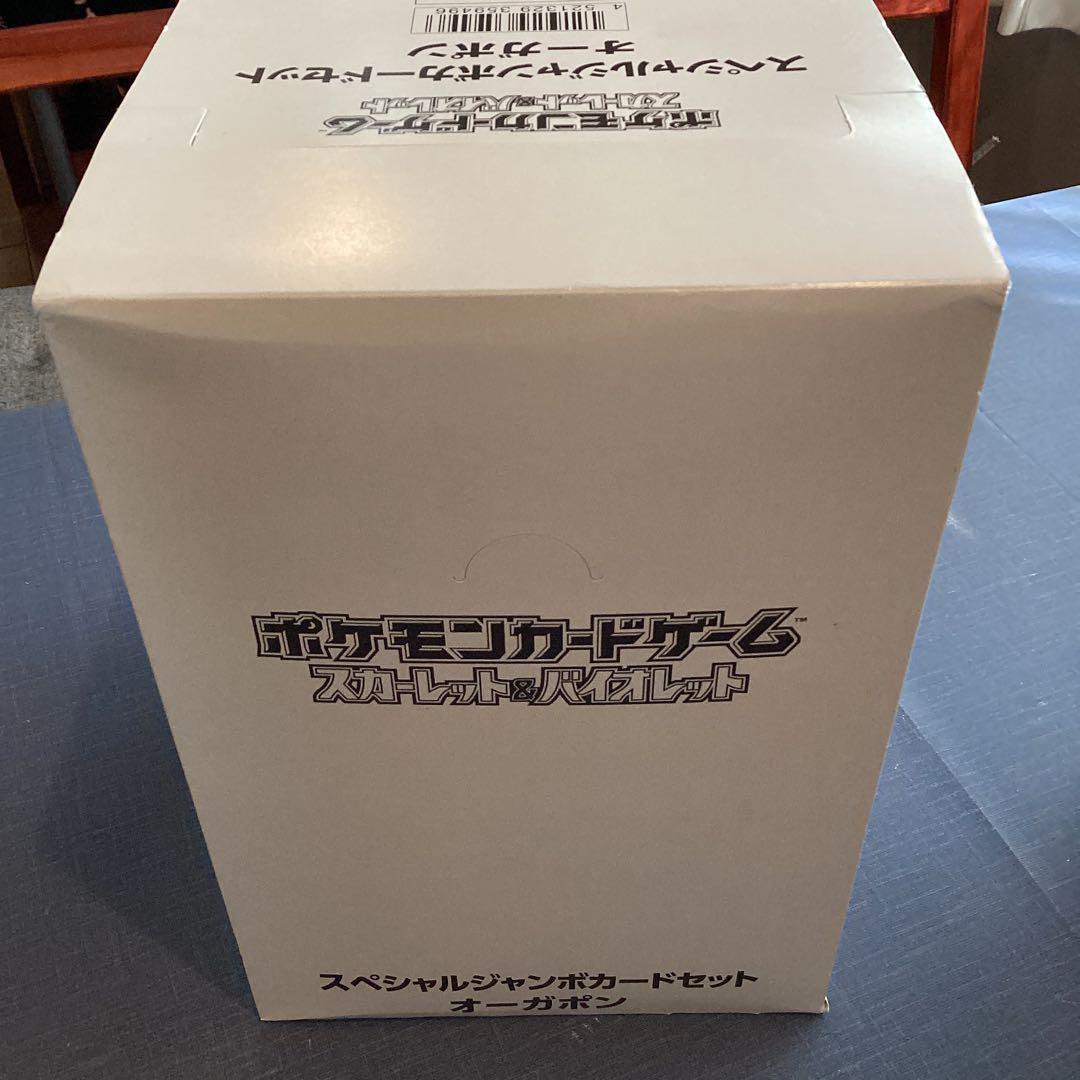 4 521329 359496
スペシャルジャンボカードセット
オーガポン
ポケモンカードゲーム
スカーレット&バイオレット
ポケモンカードゲーム™
スカーレット&バイオレット
スペシャルジャンボカードセット
オーガポン